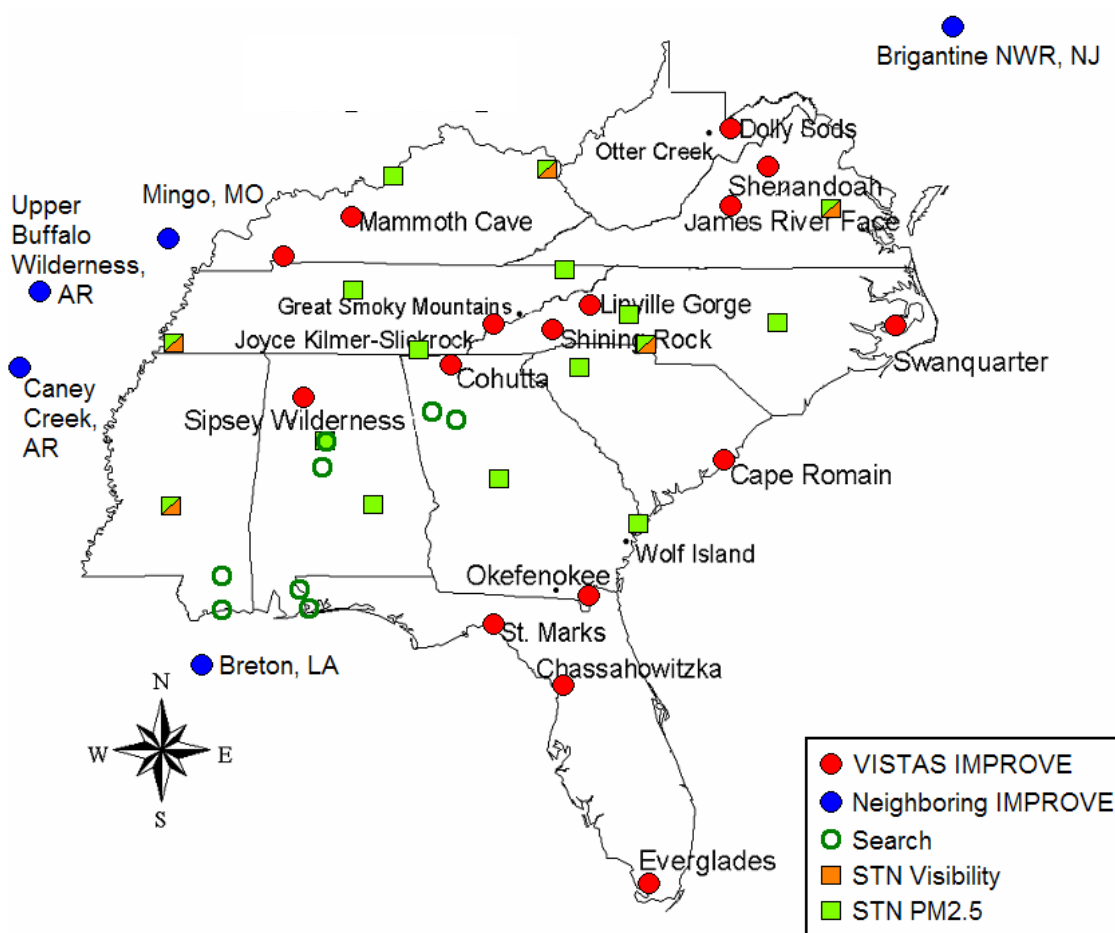 Brigantine NWR, NJ
Dolly Sods
Otter Creek
Shenandoah
Mingo, MO
Mammoth Cave
James River Face
Upper
Buffalo
Wilderness,
AR
Great Smoky Mountains
Linville Gorge
Joyce Kilmer-Slickrock
Shining Rock
Swanquarter
Cohutta
Caney
Creek,
AR
Sipsey Wilderness
Cape Romain
Wolf Island
Okefenokee
St. Marks
Breton, LA
Chassahowitzka
N
W
E
S
Everglades
VISTAS IMPROVE
Neighboring IMPROVE
Search
STN Visibility
STN PM2.5